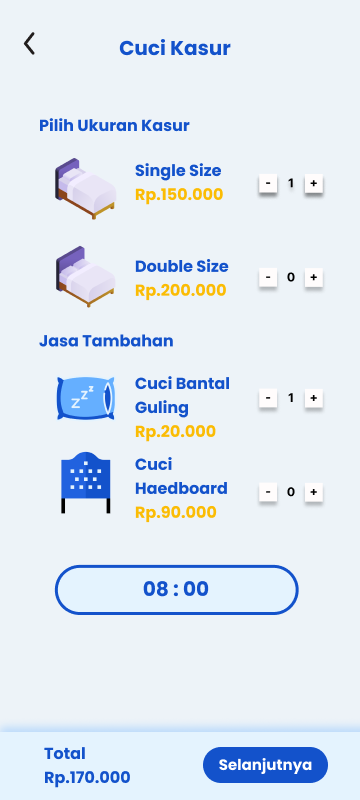 Cuci Kasur
Pilih Ukuran Kasur
Single Size
Rp.150.000
- 1 +
Double Size
Rp.200.000
- 0 +
Jasa Tambahan
Cuci Bantal
Guling
Rp.20.000
- 1 +
Cuci
Haedboard
Rp.90.000
- 0 +
08 : 00
Total
Rp.170.000
Selanjutnya